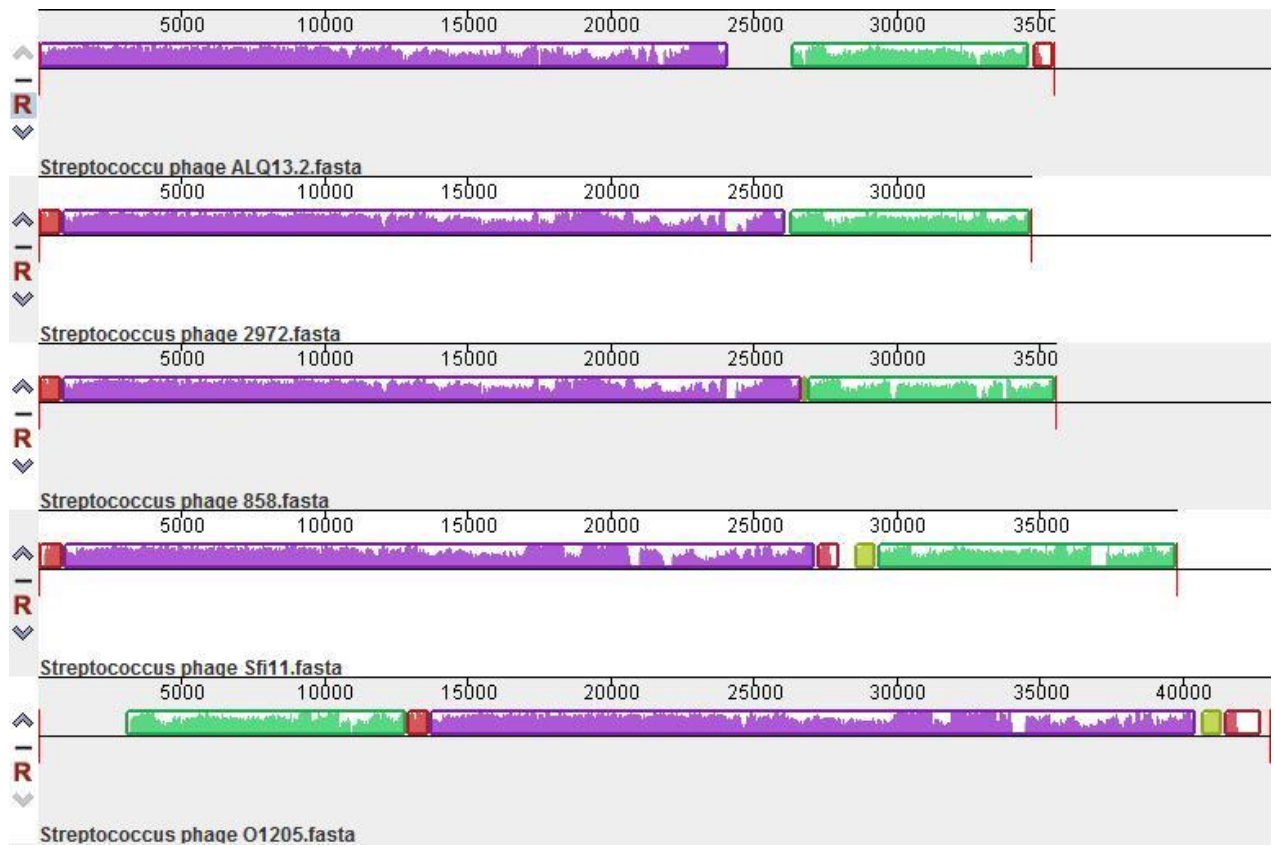 5000 10000 15000 20000 25000 30000 3500
R
Streptococcu phage ALQ13.2.fasta
5000 10000 15000 20000 25000 30000
R
Streptococcus phage 2972.fasta
5000 10000 15000 20000 25000 30000 3500
R
Streptococcus phage 858.fasta
5000 10000 15000 20000 25000 30000 35000
R
Streptococcus phage Sfi11.fasta
5000 10000 15000 20000 25000 30000 35000 40000
R
Streptococcus phage O1205.fasta